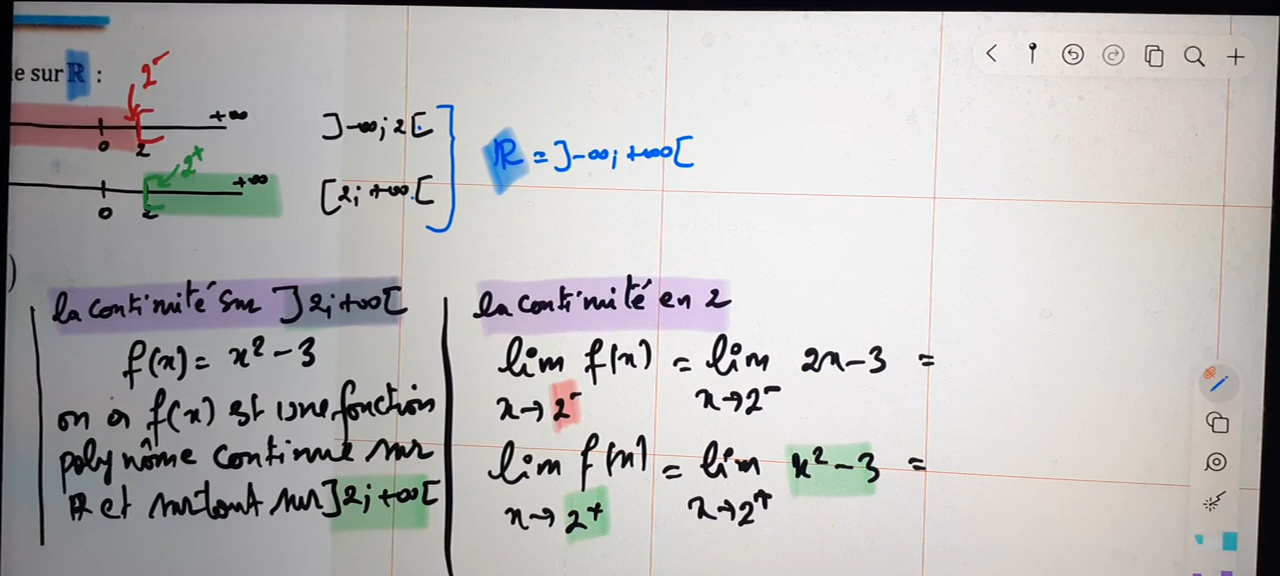 e sur ℝ :
2⁻
0 2 +∞
]-∞; 2[
2⁺
0 2 +∞
[2; +∞[
ℝ = ]-∞; +∞[
)
la continuité sur ]2; +∞[
f(x) = x² - 3
on a f(x) est une fonction
polynôme continue sur
ℝ et surtout sur ]2; +∞[
la continuité en 2
lim f(x) = lim 2x - 3 =
x → 2⁻ x → 2⁻
lim f(x) = lim x² - 3 =
x → 2⁺ x → 2⁺